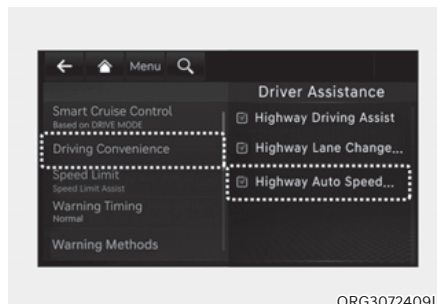 Menu
Driver Assistance
Smart Cruise Control
Based on DRIVE MODE
Driving Convenience
Speed Limit
Speed Limit Assist
Warning Timing
Normal
Warning Methods
Highway Driving Assist
Highway Lane Change...
Highway Auto Speed...
ORG3072409L